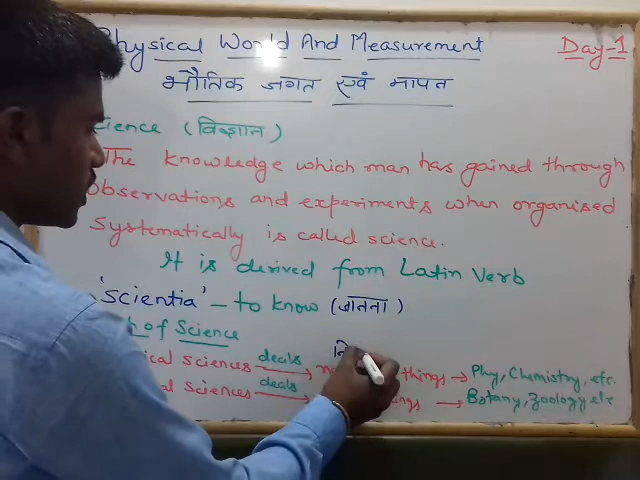 Physical World And Measurement
Day-1
भौतिक जगत एवं मापन
(विज्ञान)
The knowledge which man has gained through
Observations and experiments when organised
Systematically is called science.
It is derived from Latin Verb
'scientia' - to know (जानना)
of Science
sciences deals things → Phy, Chemistry, etc.
sciences deals → Botany, Zoology etc